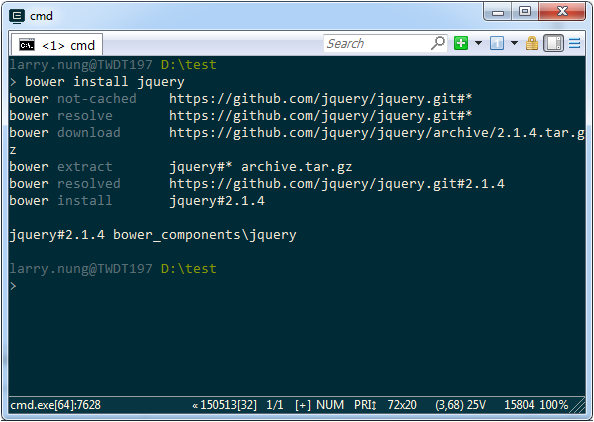 cmd
<1> cmd
Search
larry.nung@TWDT197 D:\test
> bower install jquery
bower not-cached    https://github.com/jquery/jquery.git#*
bower resolve       https://github.com/jquery/jquery.git#*
bower download      https://github.com/jquery/jquery/archive/2.1.4.tar.g
z
bower extract       jquery#* archive.tar.gz
bower resolved      https://github.com/jquery/jquery.git#2.1.4
bower install       jquery#2.1.4
jquery#2.1.4 bower_components\jquery
larry.nung@TWDT197 D:\test
>
cmd.exe[64]:7628 «150513[32] 1/1 [+] NUM PRI↕ 72x20 (3,68) 25V 15804 100%